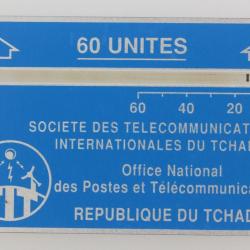 60 UNITES
60 40 20
SOCIETE DES TELECOMMUNICAT
INTERNATIONALES DU TCHAD
Office National
des Postes et Télécommunica
REPUBLIQUE DU TCHAD